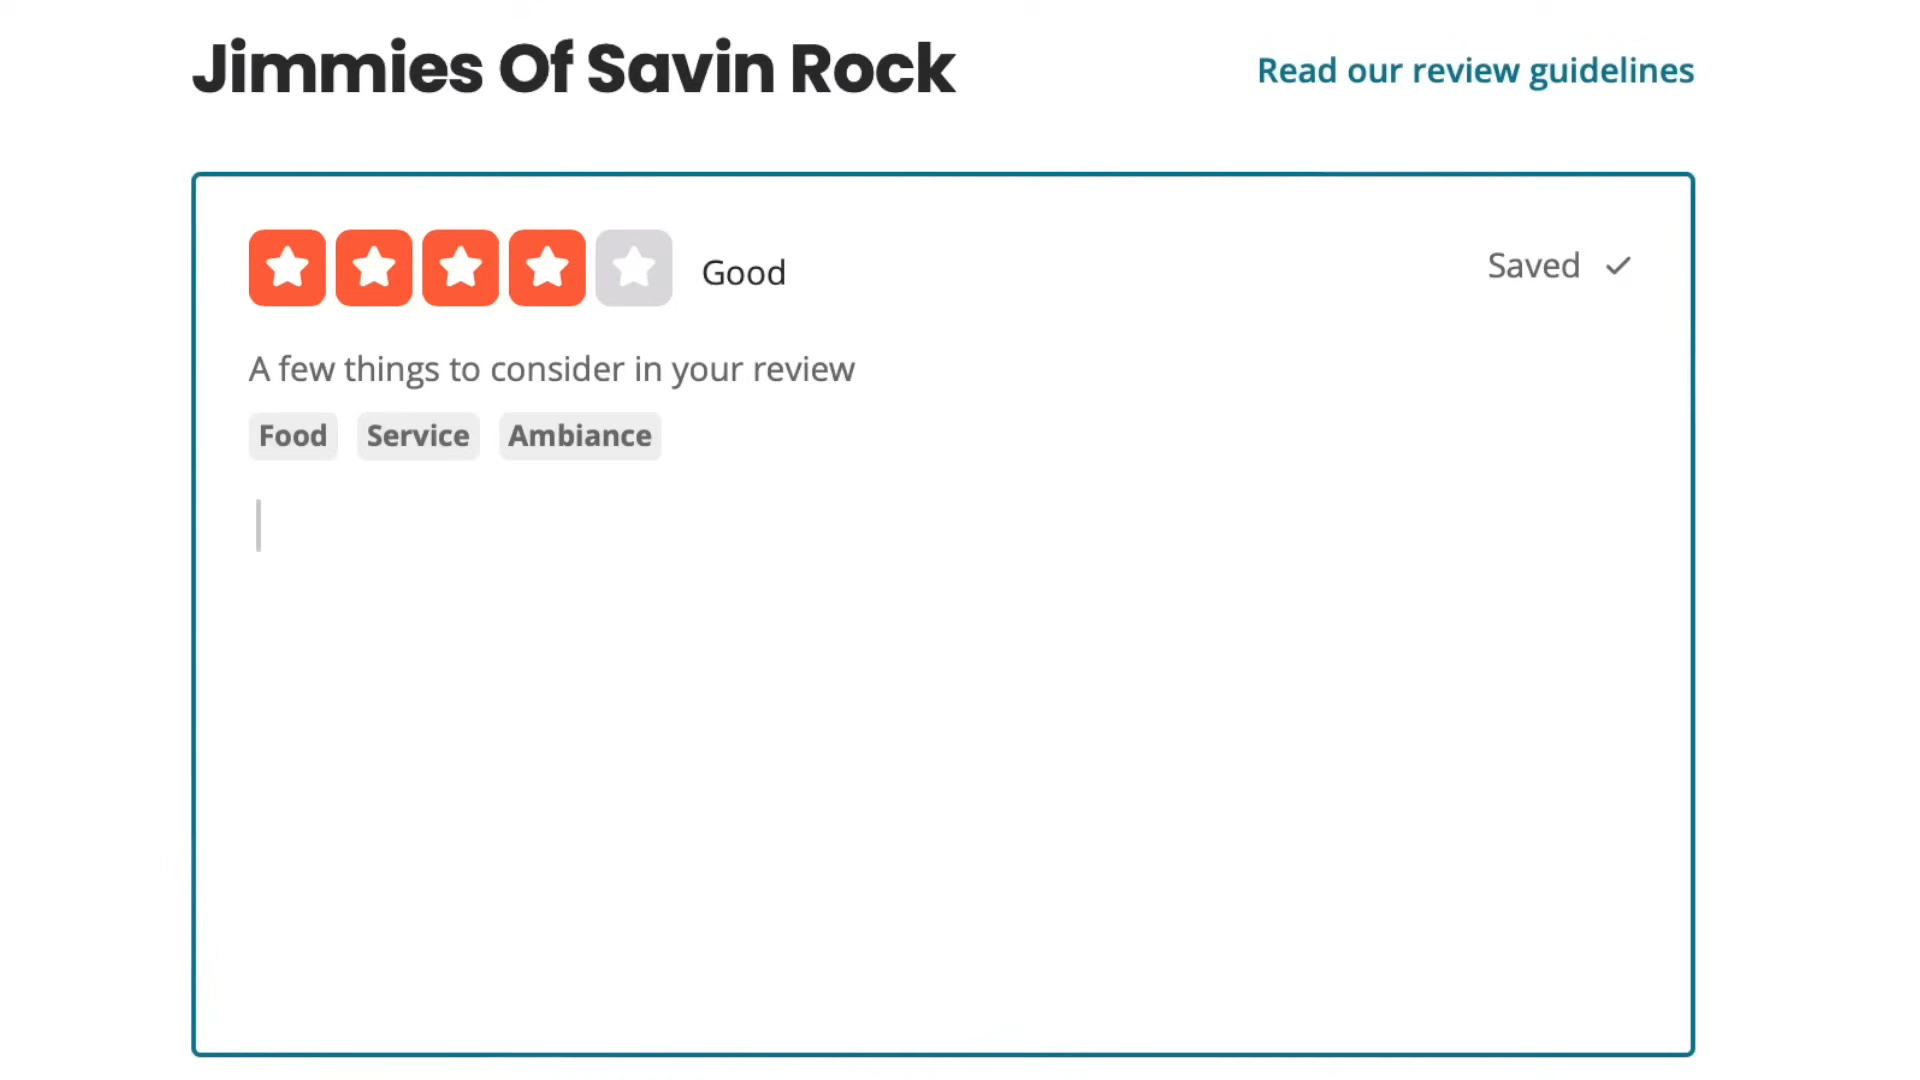 Jimmies Of Savin Rock
Read our review guidelines
Good
Saved
A few things to consider in your review
Food Service Ambiance